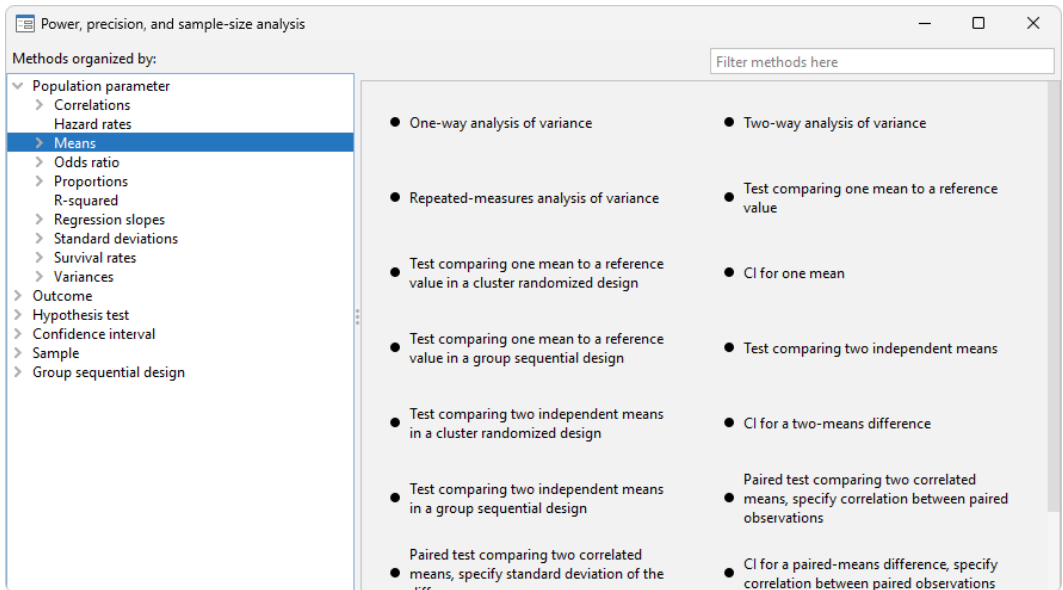 Power, precision, and sample-size analysis
Methods organized by:
Filter methods here
Population parameter
Correlations
Hazard rates
Means
Odds ratio
Proportions
R-squared
Regression slopes
Standard deviations
Survival rates
Variances
Outcome
Hypothesis test
Confidence interval
Sample
Group sequential design
One-way analysis of variance
Two-way analysis of variance
Repeated-measures analysis of variance
Test comparing one mean to a reference
value
Test comparing one mean to a reference
value in a cluster randomized design
CI for one mean
Test comparing one mean to a reference
value in a group sequential design
Test comparing two independent means
Test comparing two independent means
in a cluster randomized design
CI for a two-means difference
Test comparing two independent means
in a group sequential design
Paired test comparing two correlated
means, specify correlation between paired
observations
Paired test comparing two correlated
means, specify standard deviation of the
CI for a paired-means difference, specify
correlation between paired observations